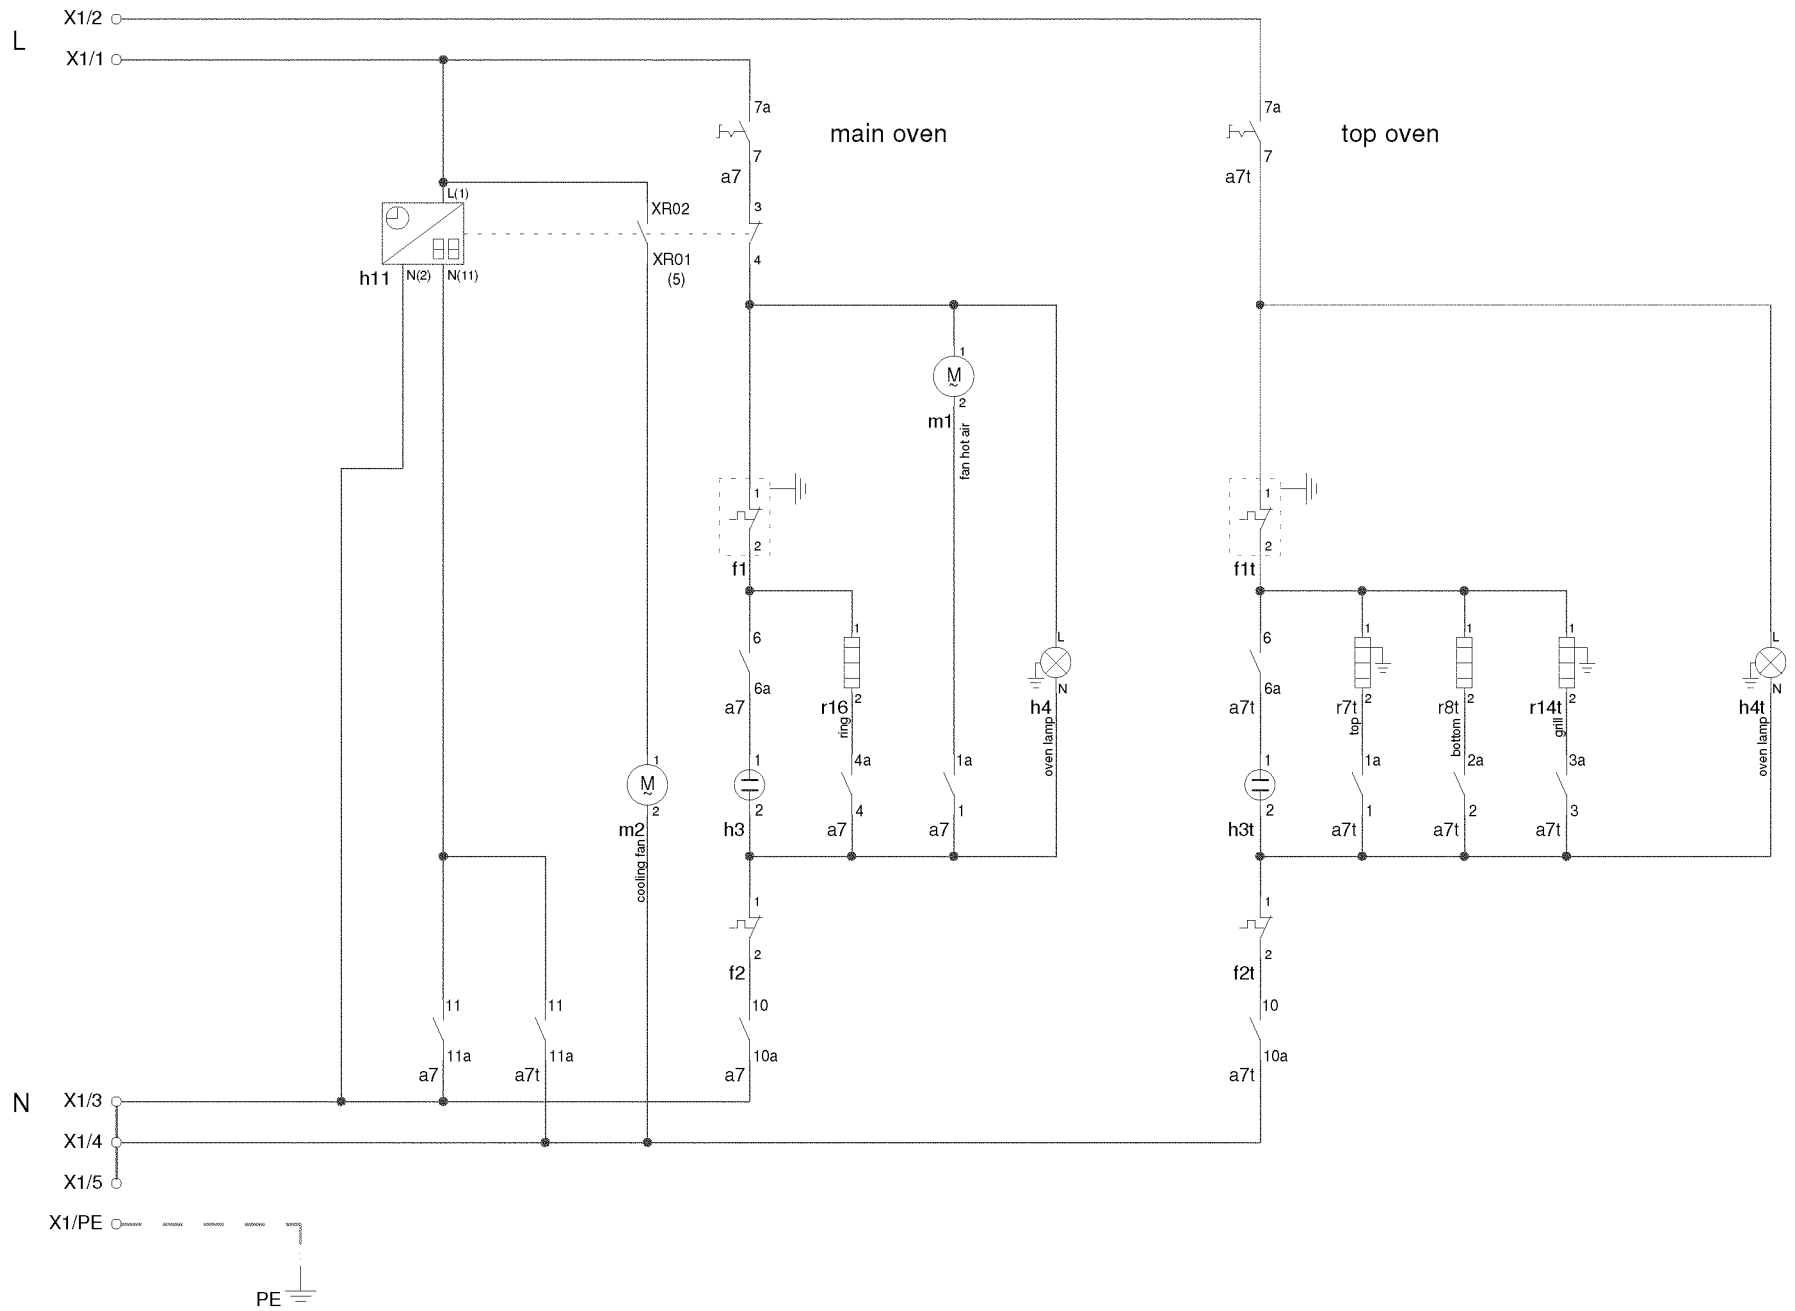 X1/2
L
X1/1
7a
7a
main oven
top oven
7
7
a7
a7t
L(1)
XR02
3
h11
N(2)
N(11)
XR01
(5)
4
1
M
~
2
m1
fan hot air
1
1
2
2
f1
f1t
6
1
L
6
1
1
1
L
6a
2
N
6a
2
2
2
N
a7
r16
ring
h4
oven lamp
a7t
r7t
top
r8t
bottom
r14t
grill
h4t
oven lamp
1
1
4a
1a
1
1a
2a
3a
M
~
2
2
4
1
2
1
2
3
m2
cooling fan
h3
a7
a7
h3t
a7t
a7t
a7t
1
1
2
2
f2
f2t
11
11
10
10
11a
11a
10a
10a
a7
a7t
a7
a7t
N
X1/3
X1/4
X1/5
X1/PE
PE